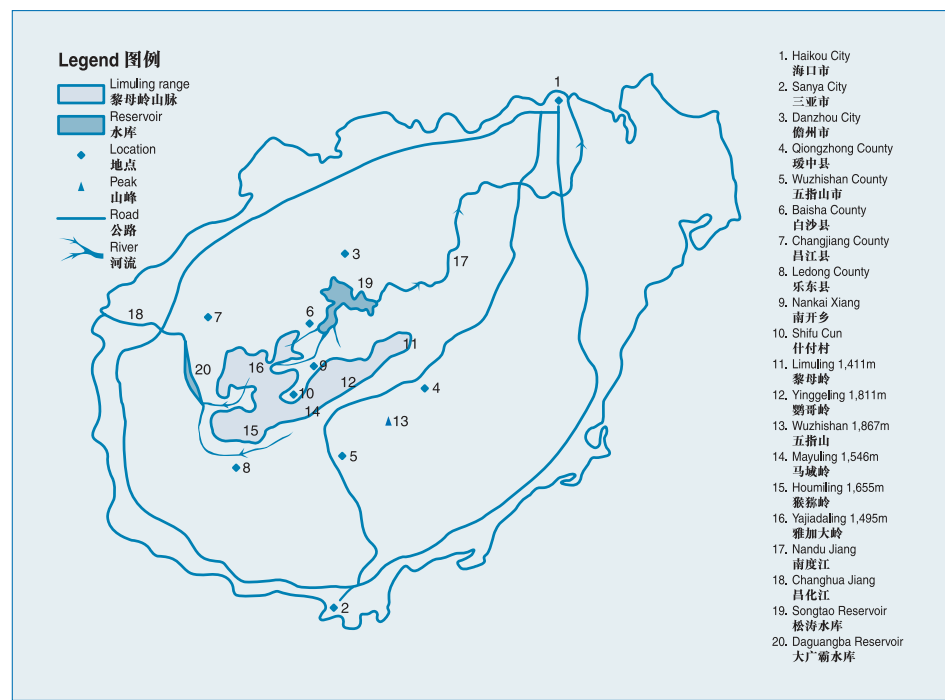 Legend 图例
Limuling range
黎母岭山脉
Reservoir
水库
Location
地点
Peak
山峰
Road
公路
River
河流
1
3
19
17
18
7
6
11
16
9
20
12
10
4
14
13
15
5
8
2
1. Haikou City
海口市
2. Sanya City
三亚市
3. Danzhou City
儋州市
4. Qiongzhong County
瑷中县
5. Wuzhishan County
五指山市
6. Baisha County
白沙县
7. Changjiang County
昌江县
8. Ledong County
乐东县
9. Nankai Xiang
南开乡
10. Shifu Cun
什付村
11. Limuling 1,411m
黎母岭
12. Yinggeling 1,811m
鹦哥岭
13. Wuzhishan 1,867m
五指山
14. Mayuling 1,546m
马域岭
15. Houmiling 1,655m
猴猕岭
16. Yajiadaling 1,495m
雅加大岭
17. Nandu Jiang
南度江
18. Changhua Jiang
昌化江
19. Songtao Reservoir
松涛水库
20. Daguangba Reservoir
大广霸水库